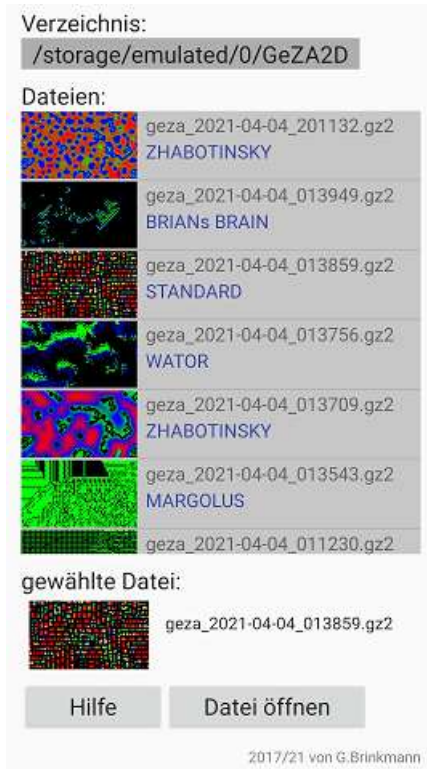 Verzeichnis:
/storage/emulated/0/GeZA2D
Dateien:
geza_2021-04-04_201132.gz2
ZHABOTINSKY
geza_2021-04-04_013949.gz2
BRIANs BRAIN
geza_2021-04-04_013859.gz2
STANDARD
geza_2021-04-04_013756.gz2
WATOR
geza_2021-04-04_013709.gz2
ZHABOTINSKY
geza_2021-04-04_013543.gz2
MARGOLUS
geza_2021-04-04_011230.gz2
gewählte Datei:
geza_2021-04-04_013859.gz2
Hilfe
Datei öffnen
2017/21 von G.Brinkmann